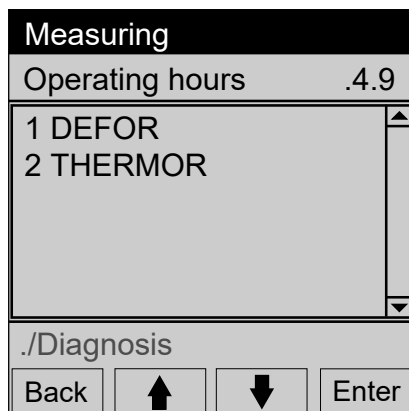 Measuring
Operating hours .4.9
1 DEFOR
2 THERMOR
./Diagnosis
Back Enter